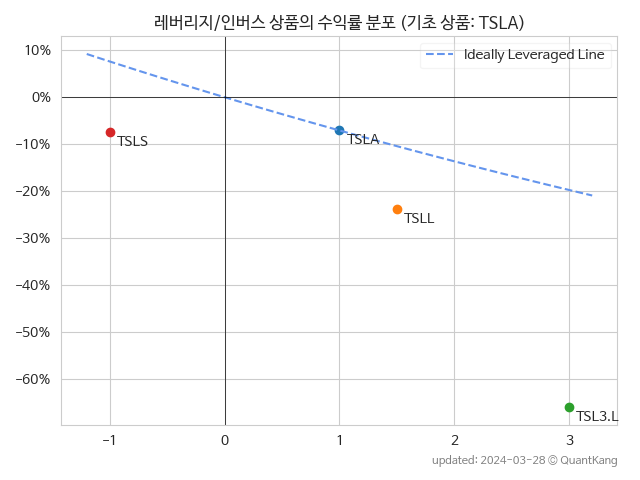 레버리지/인버스 상품의 수익률 분포 (기초 상품: TSLA)
Ideally Leveraged Line
10%
0%
−10%
−20%
−30%
−40%
−50%
−60%
TSLS
TSLA
TSLL
TSL3.L
−1
0
1
2
3
updated: 2024-03-28 ⓒ QuantKang